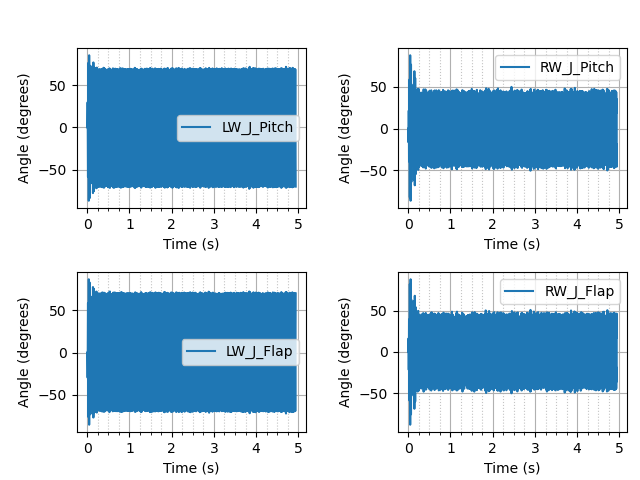 Angle (degrees)
50
0
−50
LW_J_Pitch
0 1 2 3 4 5
Time (s)
Angle (degrees)
50
0
−50
RW_J_Pitch
0 1 2 3 4 5
Time (s)
Angle (degrees)
50
0
−50
LW_J_Flap
0 1 2 3 4 5
Time (s)
Angle (degrees)
50
0
−50
RW_J_Flap
0 1 2 3 4 5
Time (s)